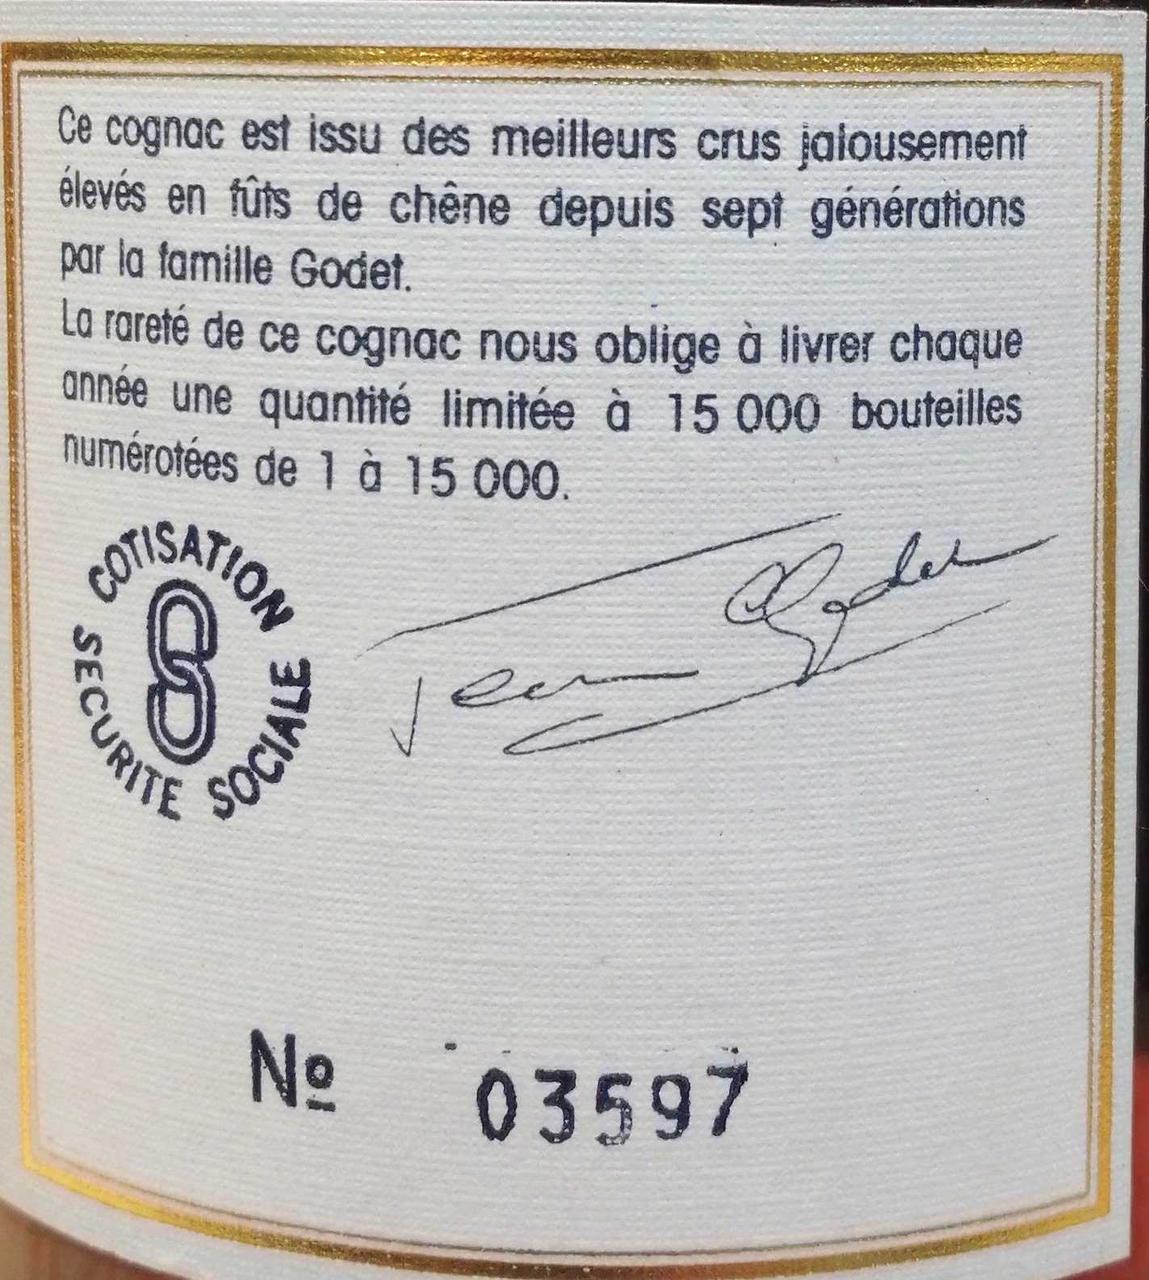 Ce cognac est issu des meilleurs crus jalousement
élevés en fûts de chêne depuis sept générations
par la famille Godet.
La rareté de ce cognac nous oblige à livrer chaque
année une quantité limitée à 15 000 bouteilles
numérotées de 1 à 15 000.
COTISATION
SECURITE SOCIALE
Jean Godet
Nº 03597